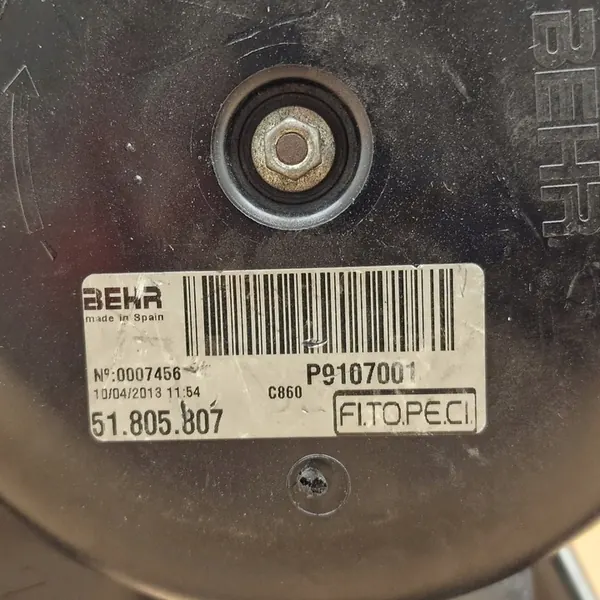 BEHR
BEHR
made in Spain
Nº:0007456
10/04/2013 11:54
C860
P9107001
51.805.807
FI.TO.PE.CI.